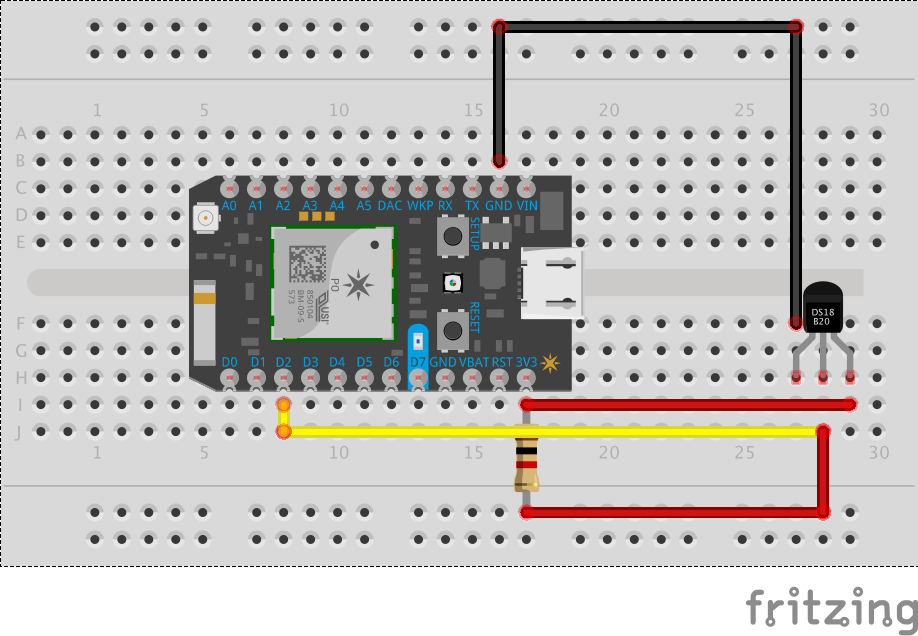 1 5 10 15 20 25 30
A
B
C
D
E
A0 A1 A2 A3 A4 A5 DAC WKP RX TX GND VIN
SETUP
P0
USI
850104
BM-09-S
573
DS18
B20
RESET
F
G
H
I
J
D0 D1 D2 D3 D4 D5 D6 D7 GND VBAT RST 3V3
1 5 10 15 20 25 30
fritzing